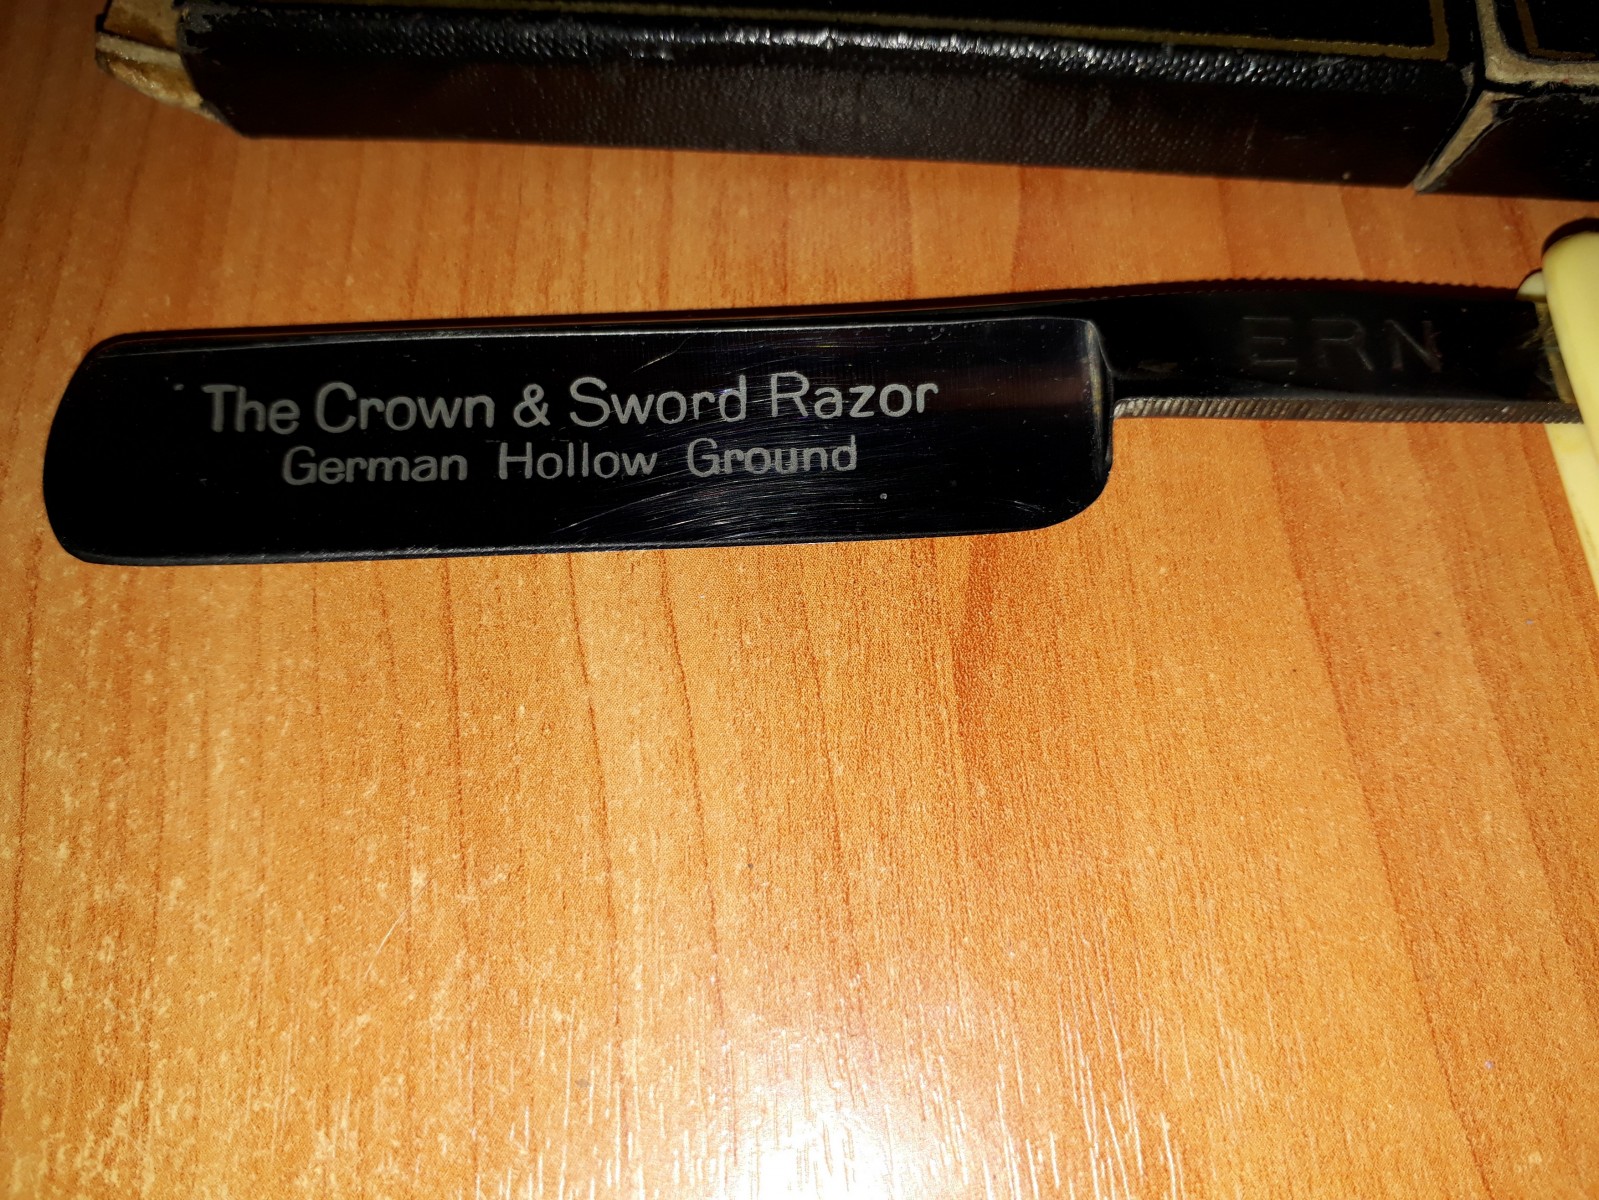 The Crown & Sword Razor
German Hollow Ground
ERN